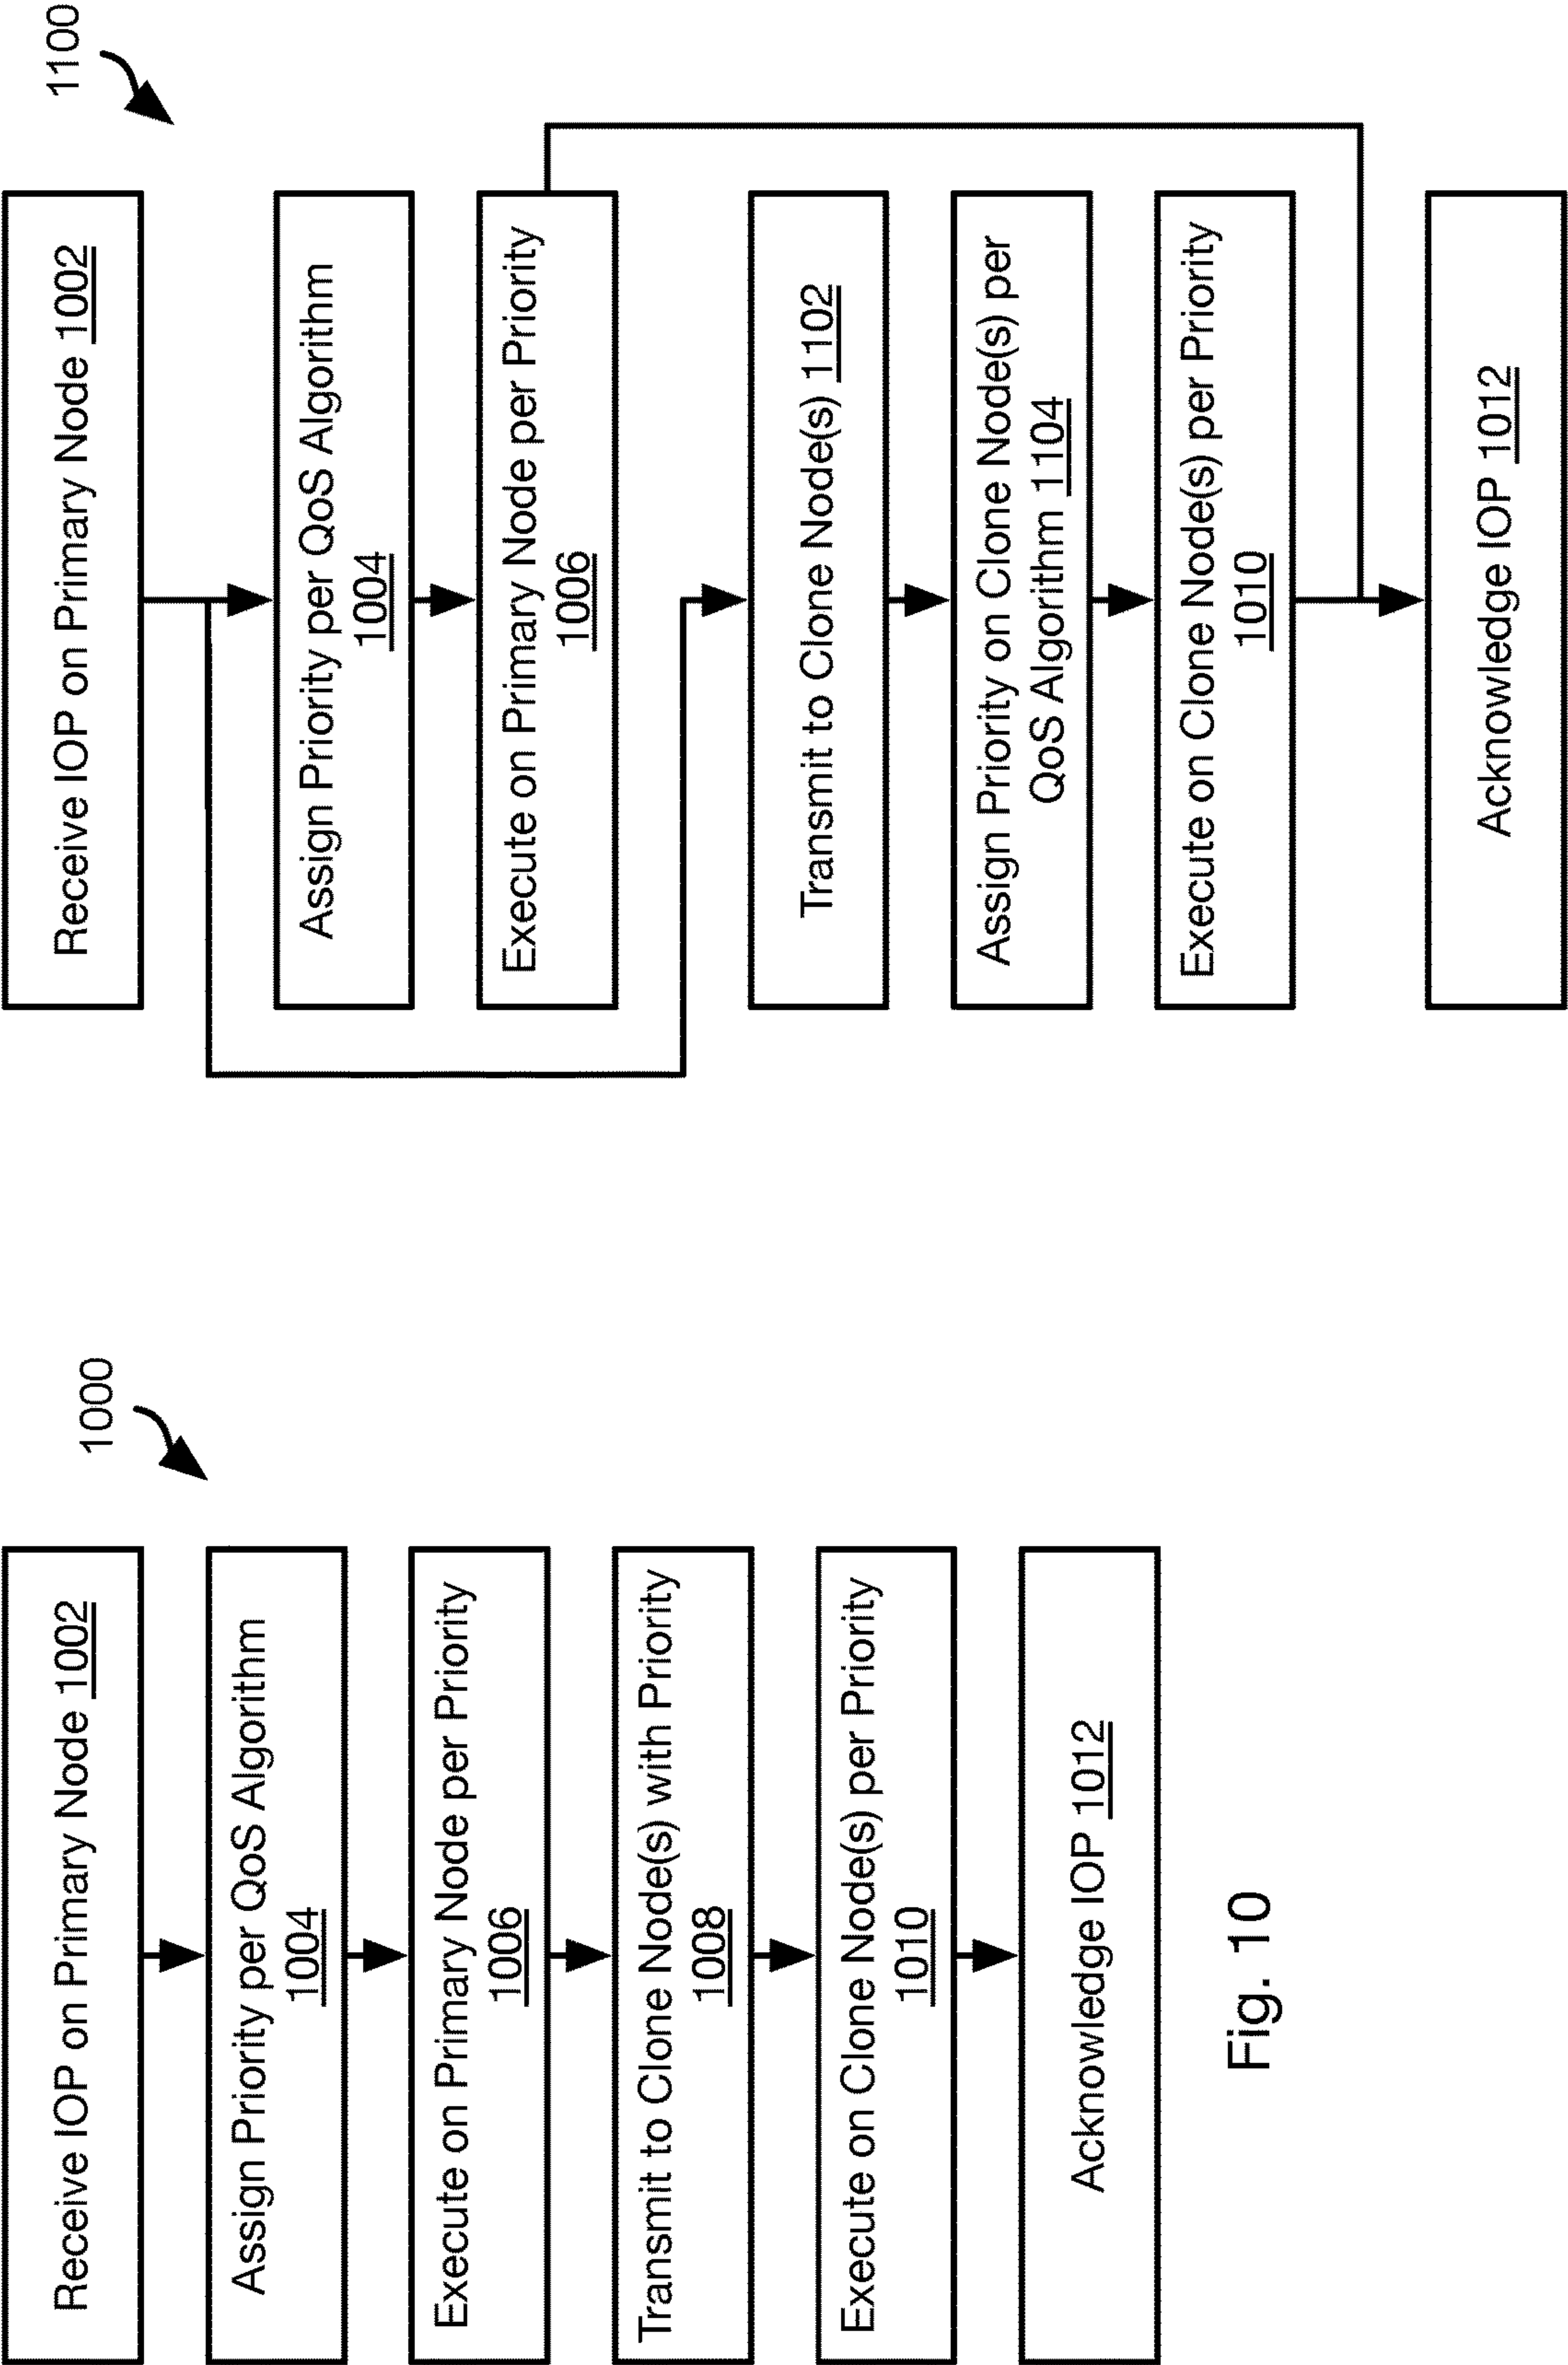 1000
Receive IOP on Primary Node 1002
Assign Priority per QoS Algorithm
1004
Execute on Primary Node per Priority
1006
Transmit to Clone Node(s) with Priority
1008
Execute on Clone Node(s) per Priority
1010
Acknowledge IOP 1012
Fig. 10
1100
Receive IOP on Primary Node 1002
Assign Priority per QoS Algorithm
1004
Execute on Primary Node per Priority
1006
Transmit to Clone Node(s) 1102
Assign Priority on Clone Node(s) per
QoS Algorithm 1104
Execute on Clone Node(s) per Priority
1010
Acknowledge IOP 1012